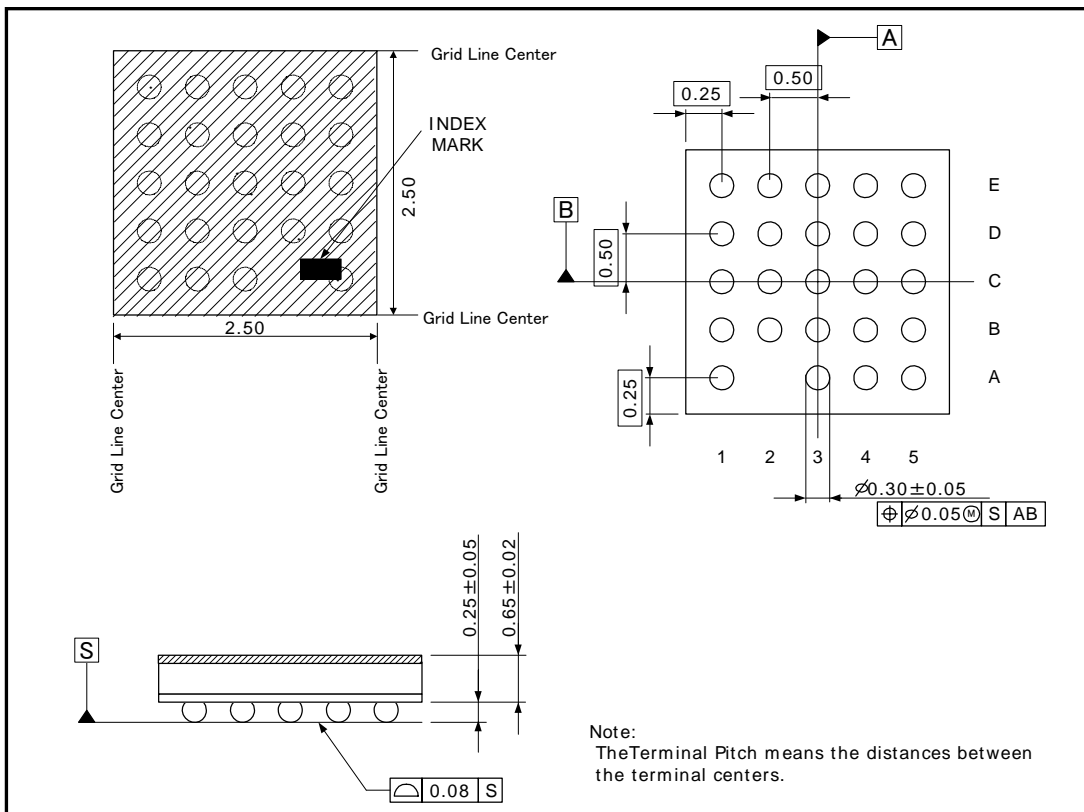 Grid Line Center
INDEX
MARK
2.50
Grid Line Center
2.50
Grid Line Center
Grid Line Center
A
0.50
0.25
B
0.50
0.25
E
D
C
B
A
1 2 3 4 5
⌀0.30±0.05
⌖ ⌀0.05Ⓜ S AB
0.25±0.05
0.65±0.02
S
⌓ 0.08 S
Note:
TheTerminal Pitch means the distances between
the terminal centers.